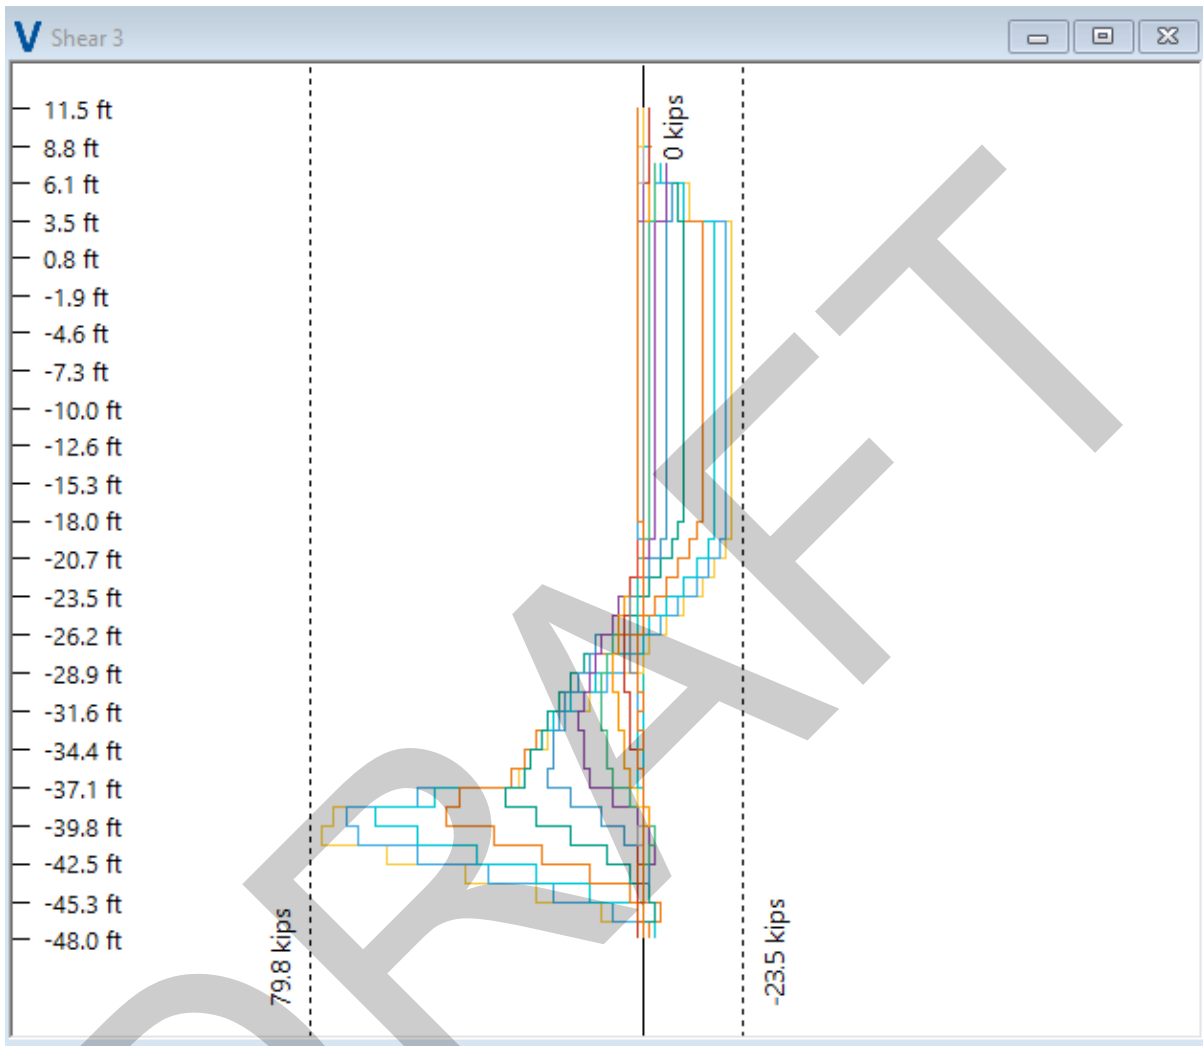 V Shear 3
11.5 ft
8.8 ft
6.1 ft
3.5 ft
0.8 ft
-1.9 ft
-4.6 ft
-7.3 ft
-10.0 ft
-12.6 ft
-15.3 ft
-18.0 ft
-20.7 ft
-23.5 ft
-26.2 ft
-28.9 ft
-31.6 ft
-34.4 ft
-37.1 ft
-39.8 ft
-42.5 ft
-45.3 ft
-48.0 ft
0 kips
79.8 kips
-23.5 kips
DRAFT